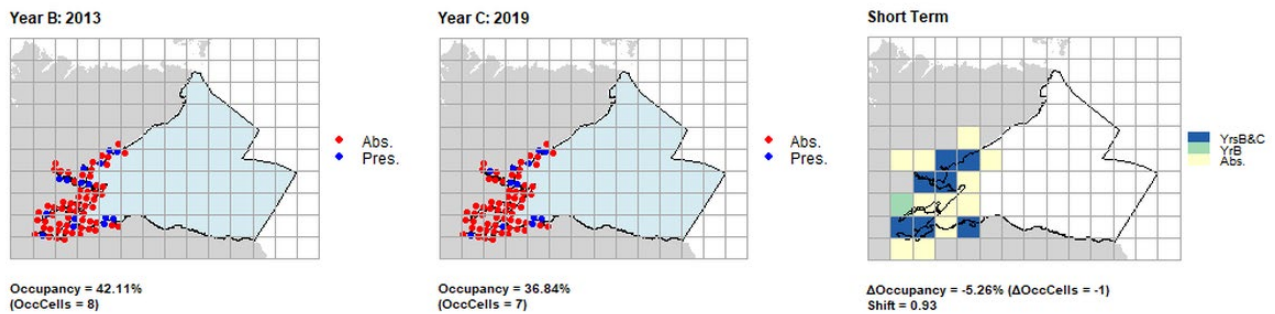 Year B: 2013
Abs.
Pres.
Occupancy = 42.11%
(OccCells = 8)
Year C: 2019
Abs.
Pres.
Occupancy = 36.84%
(OccCells = 7)
Short Term
YrsB&C
YrB
Abs.
ΔOccupancy = -5.26% (ΔOccCells = -1)
Shift = 0.93